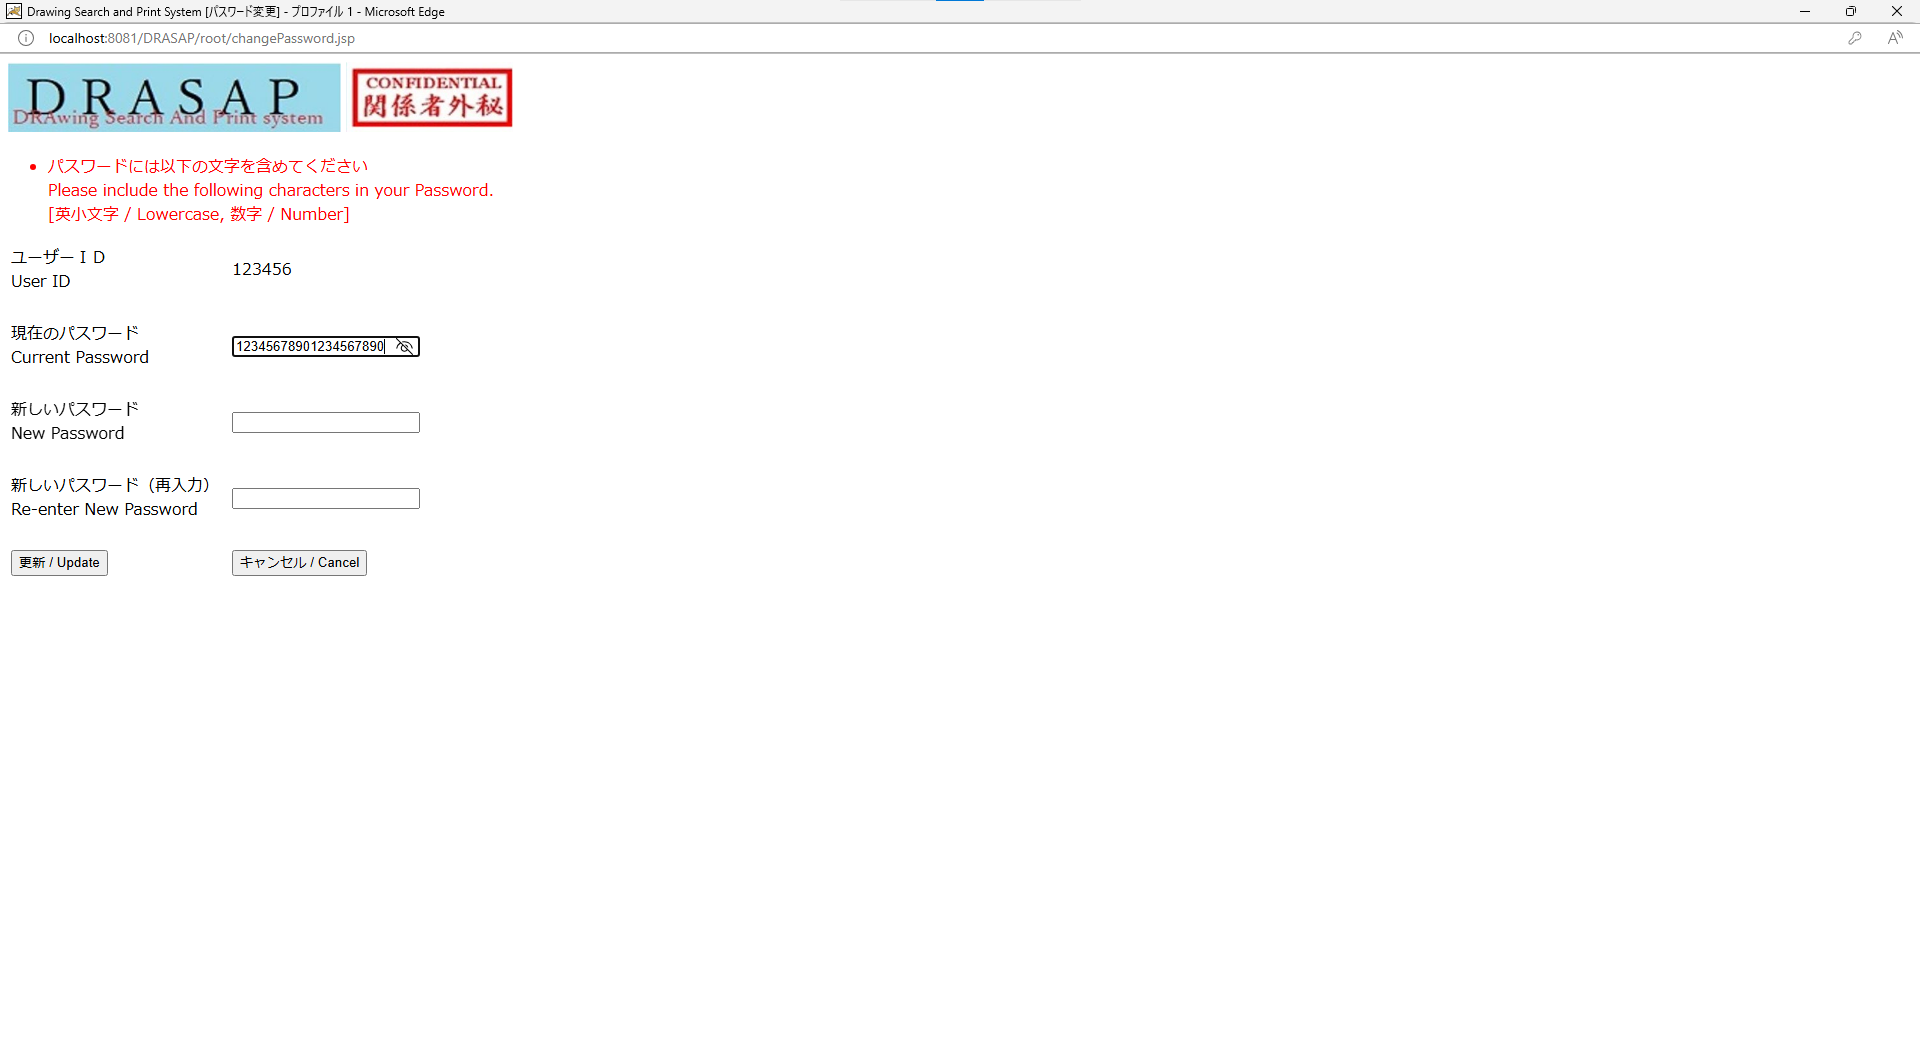 Drawing Search and Print System [パスワード変更] - プロファイル 1 - Microsoft Edge
localhost:8081/DRASAP/root/changePassword.jsp
DRASAP
DRAwing Search And Print system
CONFIDENTIAL
関係者外秘
パスワードには以下の文字を含めてください
Please include the following characters in your Password.
[英小文字 / Lowercase, 数字 / Number]
ユーザーＩＤ
User ID
123456
現在のパスワード
Current Password
12345678901234567890
新しいパスワード
New Password
新しいパスワード（再入力）
Re-enter New Password
更新 / Update
キャンセル / Cancel